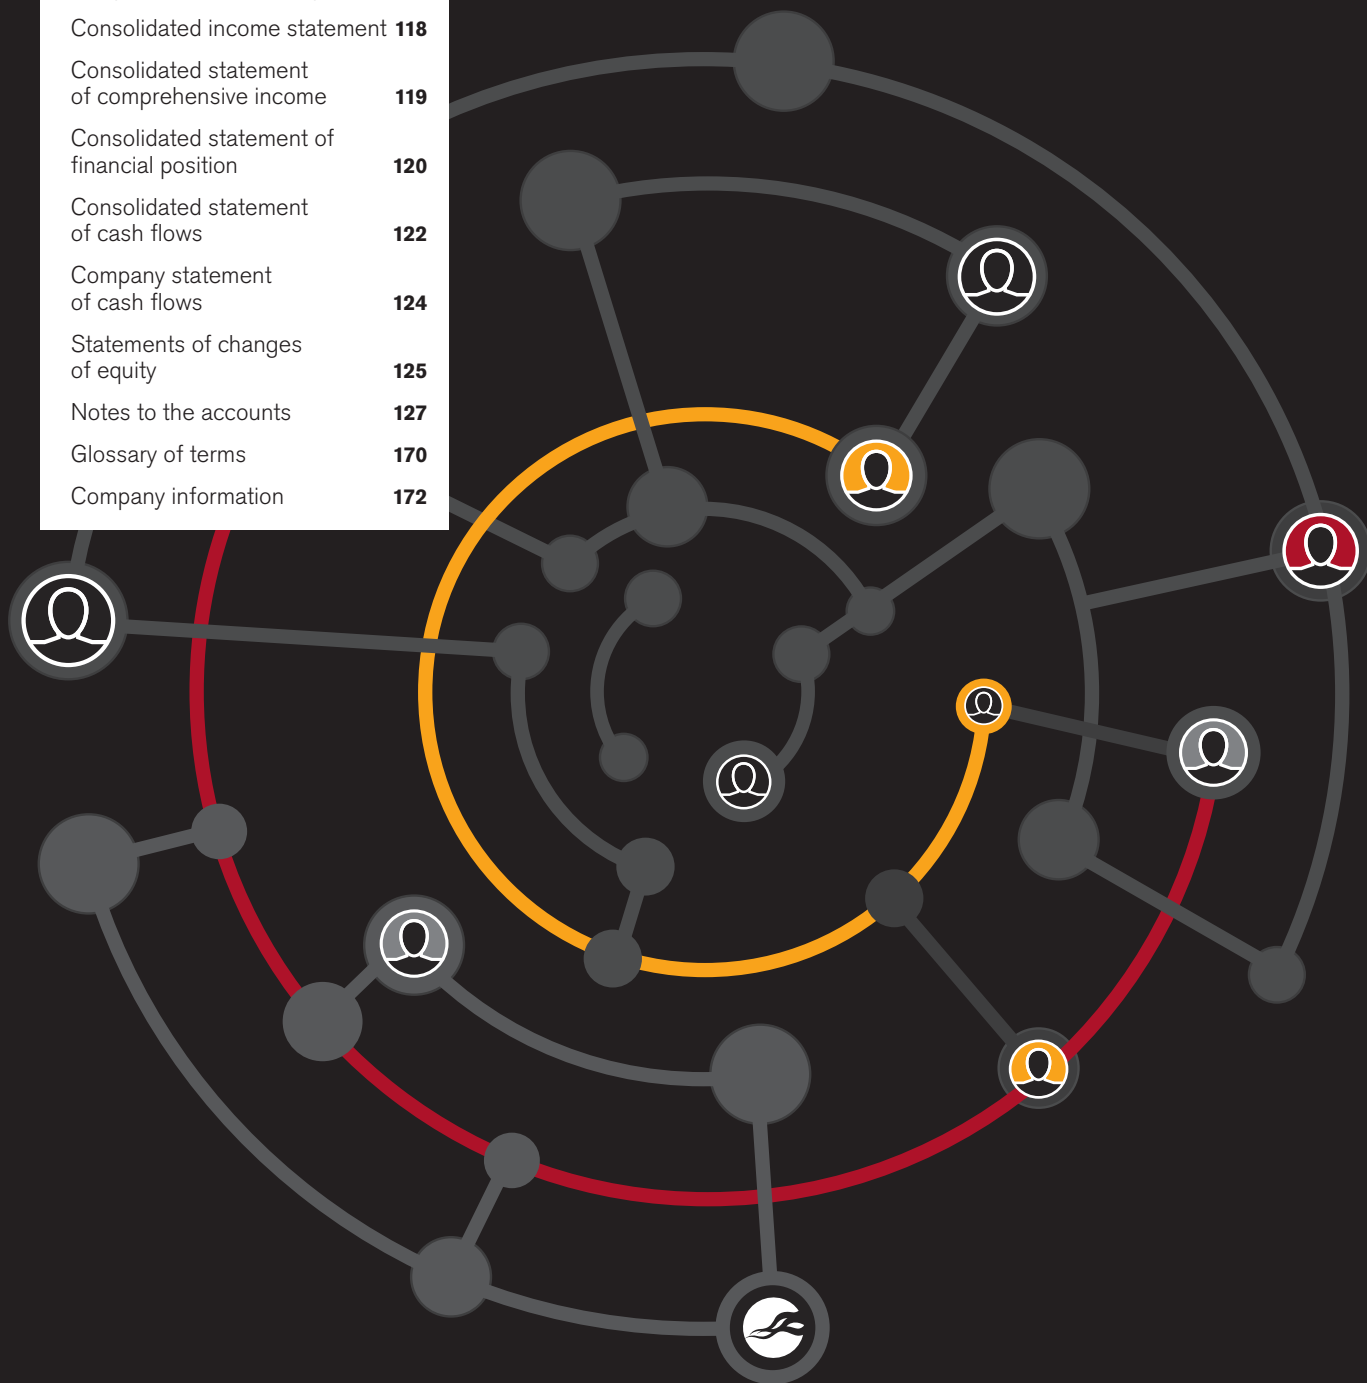 Consolidated income statement 118
Consolidated statement
of comprehensive income 119
Consolidated statement of
financial position 120
Consolidated statement
of cash flows 122
Company statement
of cash flows 124
Statements of changes
of equity 125
Notes to the accounts 127
Glossary of terms 170
Company information 172